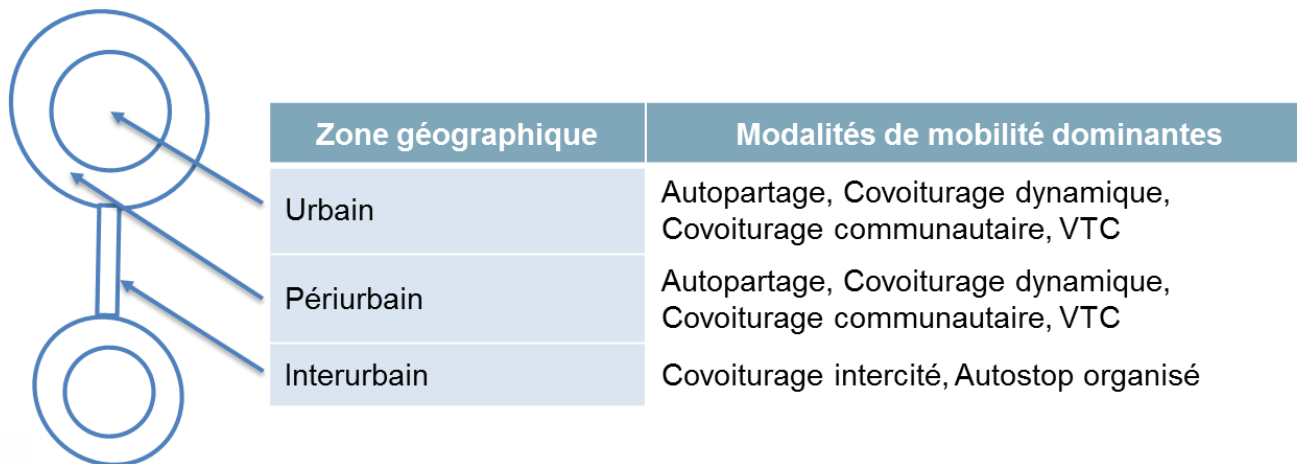 Zone géographique
Modalités de mobilité dominantes
Urbain
Autopartage, Covoiturage dynamique,
Covoiturage communautaire, VTC
Périurbain
Autopartage, Covoiturage dynamique,
Covoiturage communautaire, VTC
Interurbain
Covoiturage intercité, Autostop organisé